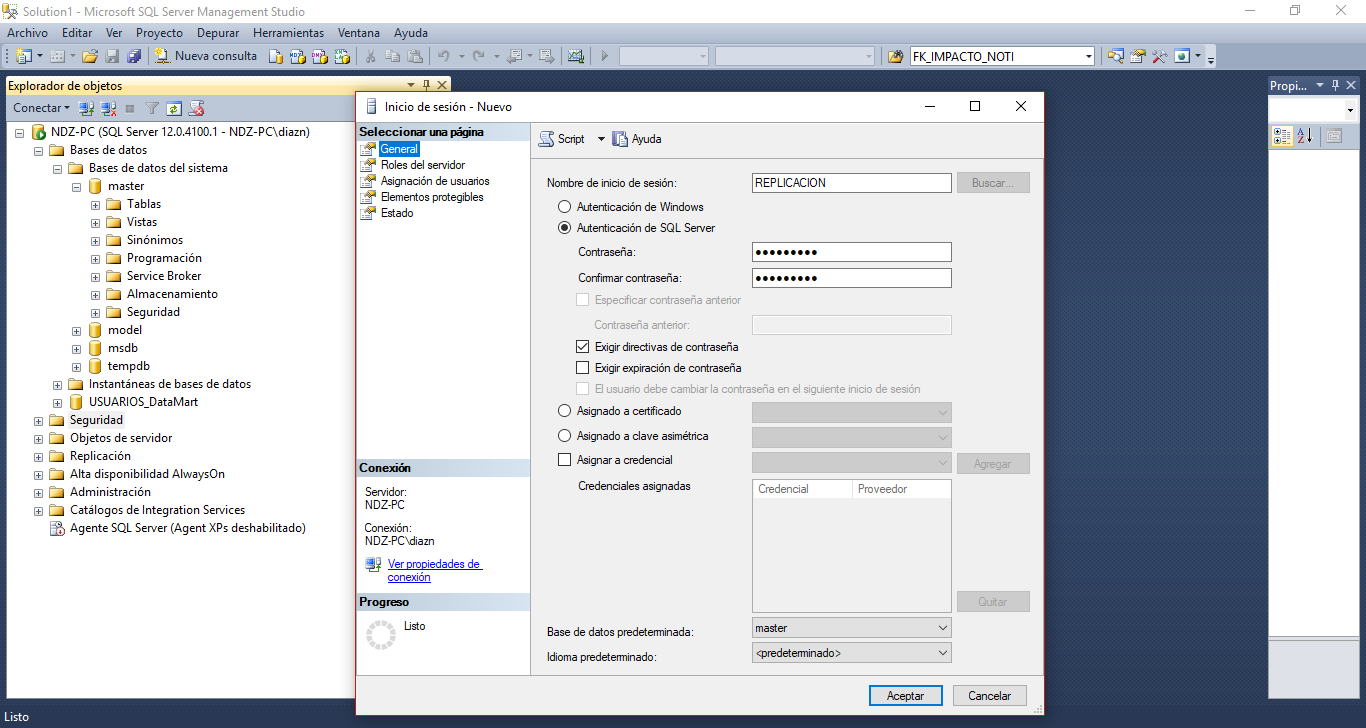 Solution1 - Microsoft SQL Server Management Studio
Archivo Editar Ver Proyecto Depurar Herramientas Ventana Ayuda
Nueva consulta FK_IMPACTO_NOTI
Explorador de objetos
Conectar
NDZ-PC (SQL Server 12.0.4100.1 - NDZ-PC\diazn)
Bases de datos
Bases de datos del sistema
master
Tablas
Vistas
Sinónimos
Programación
Service Broker
Almacenamiento
Seguridad
model
msdb
tempdb
Instantáneas de bases de datos
USUARIOS_DataMart
Seguridad
Objetos de servidor
Replicación
Alta disponibilidad AlwaysOn
Administración
Catálogos de Integration Services
Agente SQL Server (Agent XPs deshabilitado)
Inicio de sesión - Nuevo
Seleccionar una página
General
Roles del servidor
Asignación de usuarios
Elementos protegibles
Estado
Conexión
Servidor:
NDZ-PC
Conexión:
NDZ-PC\diazn
Ver propiedades de
conexión
Progreso
Listo
Script Ayuda
Nombre de inicio de sesión: REPLICACION Buscar...
Autenticación de Windows
Autenticación de SQL Server
Contraseña: ●●●●●●●●●
Confirmar contraseña: ●●●●●●●●●
Especificar contraseña anterior
Contraseña anterior:
Exigir directivas de contraseña
Exigir expiración de contraseña
El usuario debe cambiar la contraseña en el siguiente inicio de sesión
Asignado a certificado
Asignado a clave asimétrica
Asignar a credencial Agregar
Credenciales asignadas Credencial Proveedor
Quitar
Base de datos predeterminada: master
Idioma predeterminado: <predeterminado>
Aceptar Cancelar
Propi...
Listo